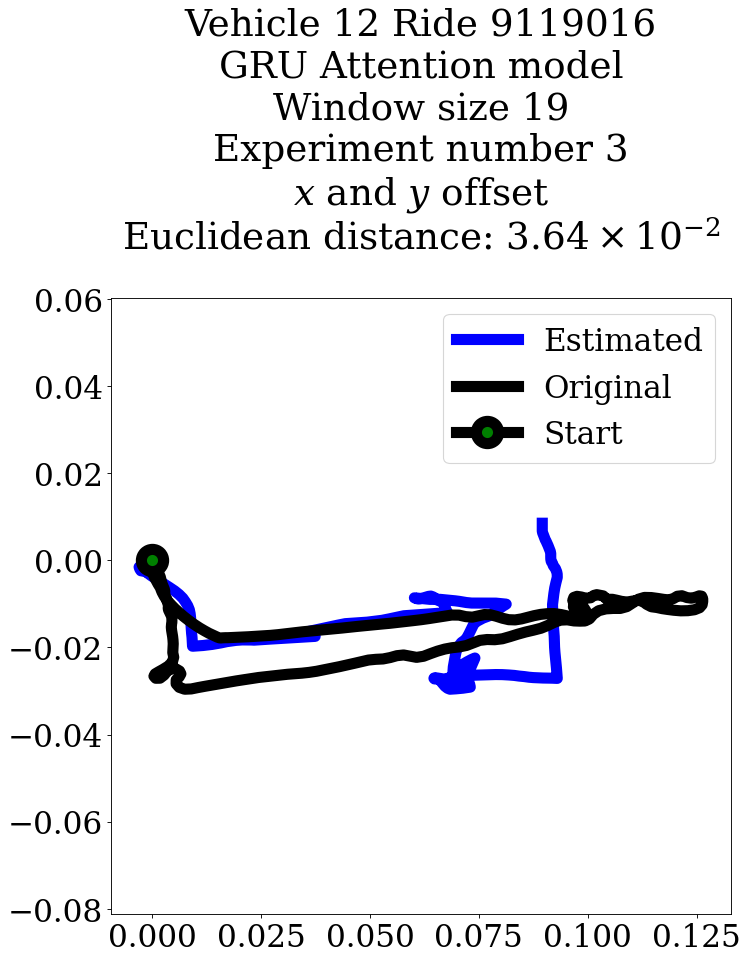 Vehicle 12 Ride 9119016
GRU Attention model
Window size 19
Experiment number 3
x and y offset
Euclidean distance: 3.64 × 10⁻²
0.06
Estimated
0.04
Original
Start
0.02
0.00
−0.02
−0.04
−0.06
−0.08
0.000 0.025 0.050 0.075 0.100 0.125